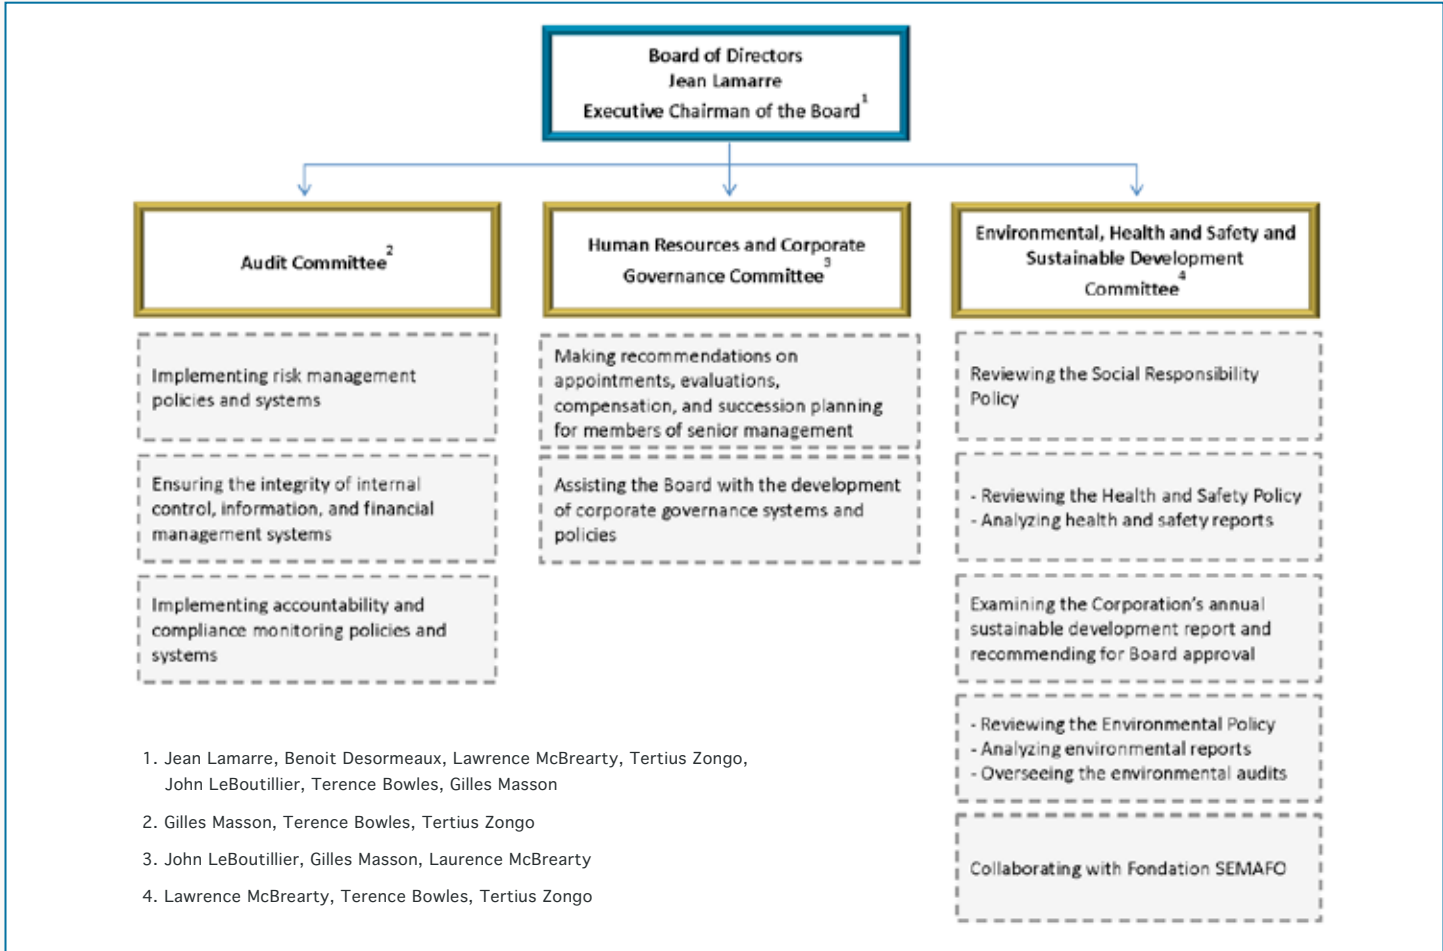 Board of Directors
Jean Lamarre
Executive Chairman of the Board1
Audit Committee2
Human Resources and Corporate
Governance Committee3
Environmental, Health and Safety and
Sustainable Development
Committee4
Implementing risk management
policies and systems
Ensuring the integrity of internal
control, information, and financial
management systems
Implementing accountability and
compliance monitoring policies and
systems
Making recommendations on
appointments, evaluations,
compensation, and succession planning
for members of senior management
Assisting the Board with the development
of corporate governance systems and
policies
Reviewing the Social Responsibility
Policy
- Reviewing the Health and Safety Policy
- Analyzing health and safety reports
Examining the Corporation's annual
sustainable development report and
recommending for Board approval
- Reviewing the Environmental Policy
- Analyzing environmental reports
- Overseeing the environmental audits
Collaborating with Fondation SEMAFO
1. Jean Lamarre, Benoit Desormeaux, Lawrence McBrearty, Tertius Zongo,
John LeBoutillier, Terence Bowles, Gilles Masson
2. Gilles Masson, Terence Bowles, Tertius Zongo
3. John LeBoutillier, Gilles Masson, Laurence McBrearty
4. Lawrence McBrearty, Terence Bowles, Tertius Zongo